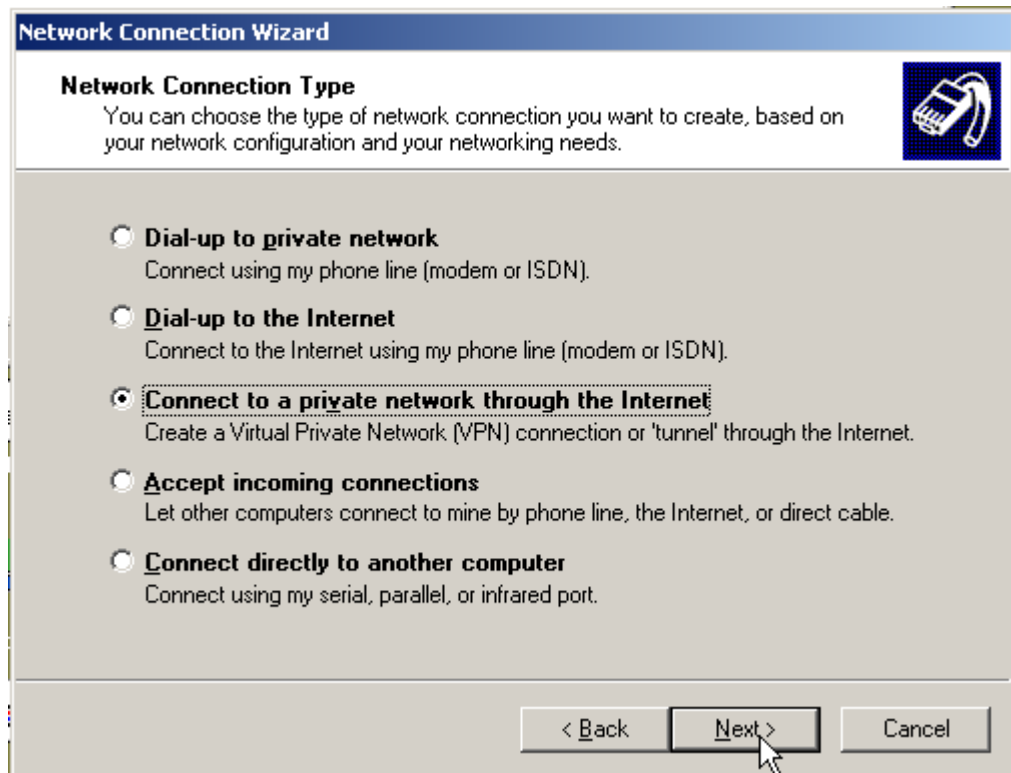 Network Connection Wizard
Network Connection Type
You can choose the type of network connection you want to create, based on
your network configuration and your networking needs.
Dial-up to private network
Connect using my phone line (modem or ISDN).
Dial-up to the Internet
Connect to the Internet using my phone line (modem or ISDN).
Connect to a private network through the Internet
Create a Virtual Private Network (VPN) connection or 'tunnel' through the Internet.
Accept incoming connections
Let other computers connect to mine by phone line, the Internet, or direct cable.
Connect directly to another computer
Connect using my serial, parallel, or infrared port.
< Back
Next >
Cancel